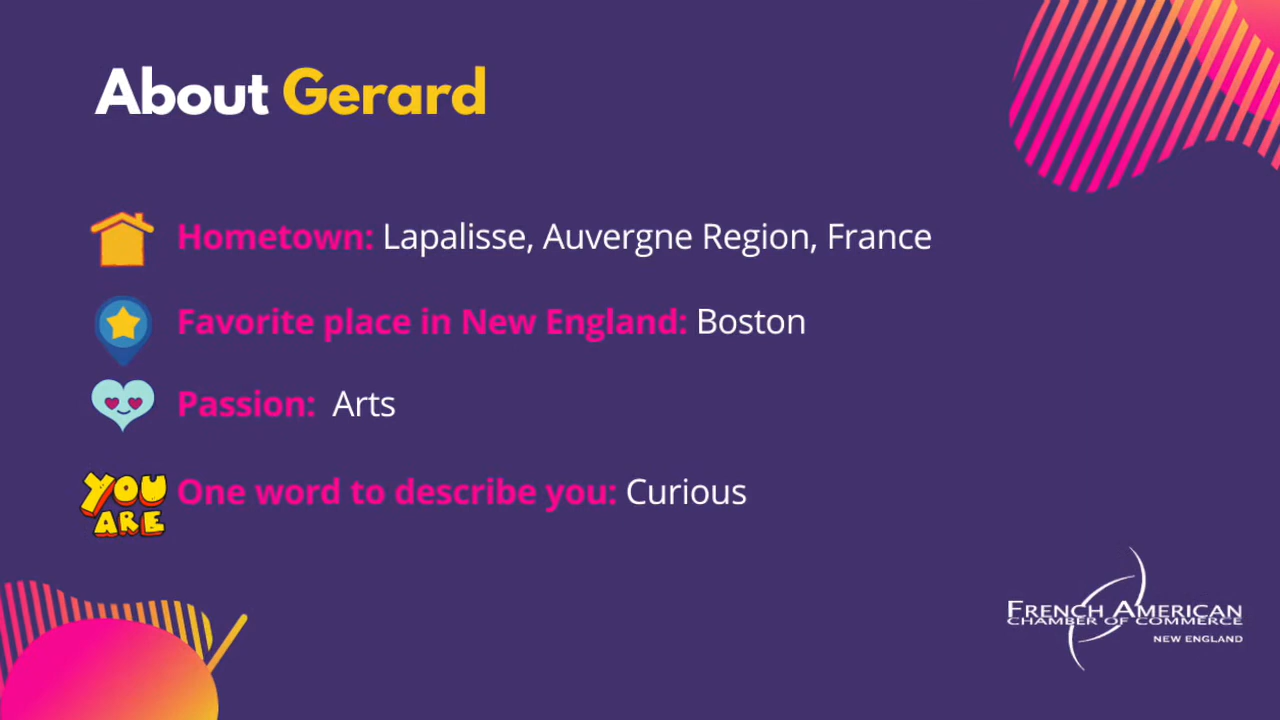 About Gerard
Hometown: Lapalisse, Auvergne Region, France
Favorite place in New England: Boston
Passion: Arts
YOU
ARE
One word to describe you: Curious
FRENCH AMERICAN
CHAMBER OF COMMERCE
NEW ENGLAND